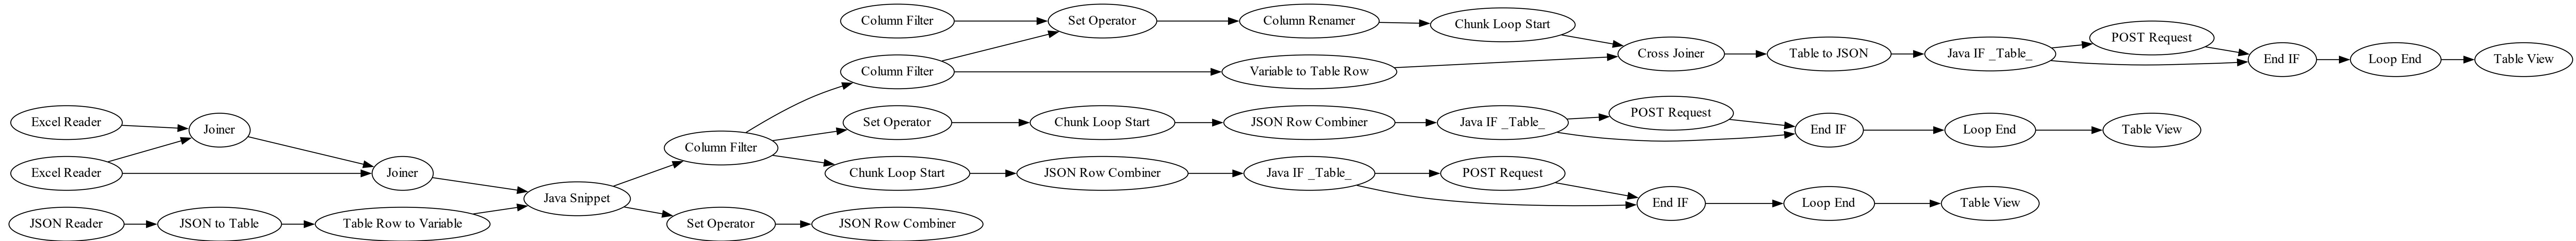 Column Filter
Set Operator
Column Renamer
Chunk Loop Start
Column Filter
Variable to Table Row
Cross Joiner
Table to JSON
Java IF _Table_
POST Request
End IF
Loop End
Table View
Excel Reader
Joiner
Excel Reader
Joiner
JSON Reader
JSON to Table
Table Row to Variable
Java Snippet
Column Filter
Set Operator
Chunk Loop Start
JSON Row Combiner
Java IF _Table_
POST Request
End IF
Loop End
Table View
Chunk Loop Start
JSON Row Combiner
Java IF _Table_
POST Request
End IF
Loop End
Table View
Set Operator
JSON Row Combiner